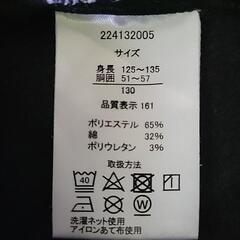 224132005
サイズ
身長 125～135
胴囲 51～57
130
品質表示 161
ポリエステル 65%
綿 32%
ポリウレタン 3%
取扱方法
40
W
洗濯ネット使用
アイロンあて布使用